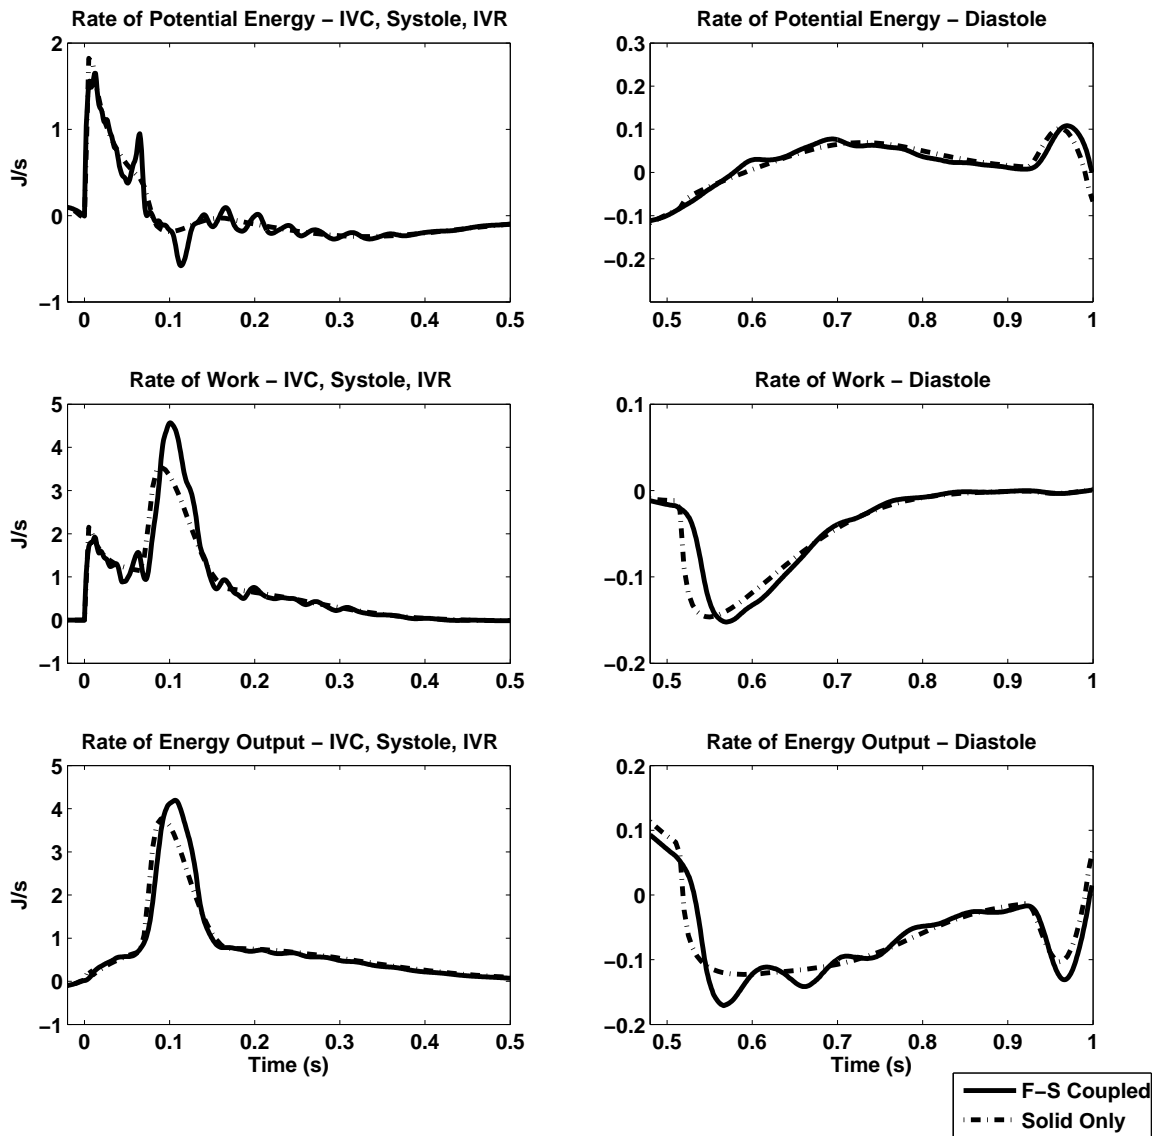 Rate of Potential Energy − IVC, Systole, IVR
2
1
0
−1
J/s
0 0.1 0.2 0.3 0.4 0.5
Rate of Potential Energy − Diastole
0.3
0.2
0.1
0
−0.1
−0.2
0.5 0.6 0.7 0.8 0.9 1
Rate of Work − IVC, Systole, IVR
5
4
3
2
1
0
−1
J/s
0 0.1 0.2 0.3 0.4 0.5
Rate of Work − Diastole
0.1
0
−0.1
−0.2
0.5 0.6 0.7 0.8 0.9 1
Rate of Energy Output − IVC, Systole, IVR
5
4
3
2
1
0
−1
J/s
0 0.1 0.2 0.3 0.4 0.5
Time (s)
Rate of Energy Output − Diastole
0.2
0.1
0
−0.1
−0.2
0.5 0.6 0.7 0.8 0.9 1
Time (s)
F−S Coupled
Solid Only